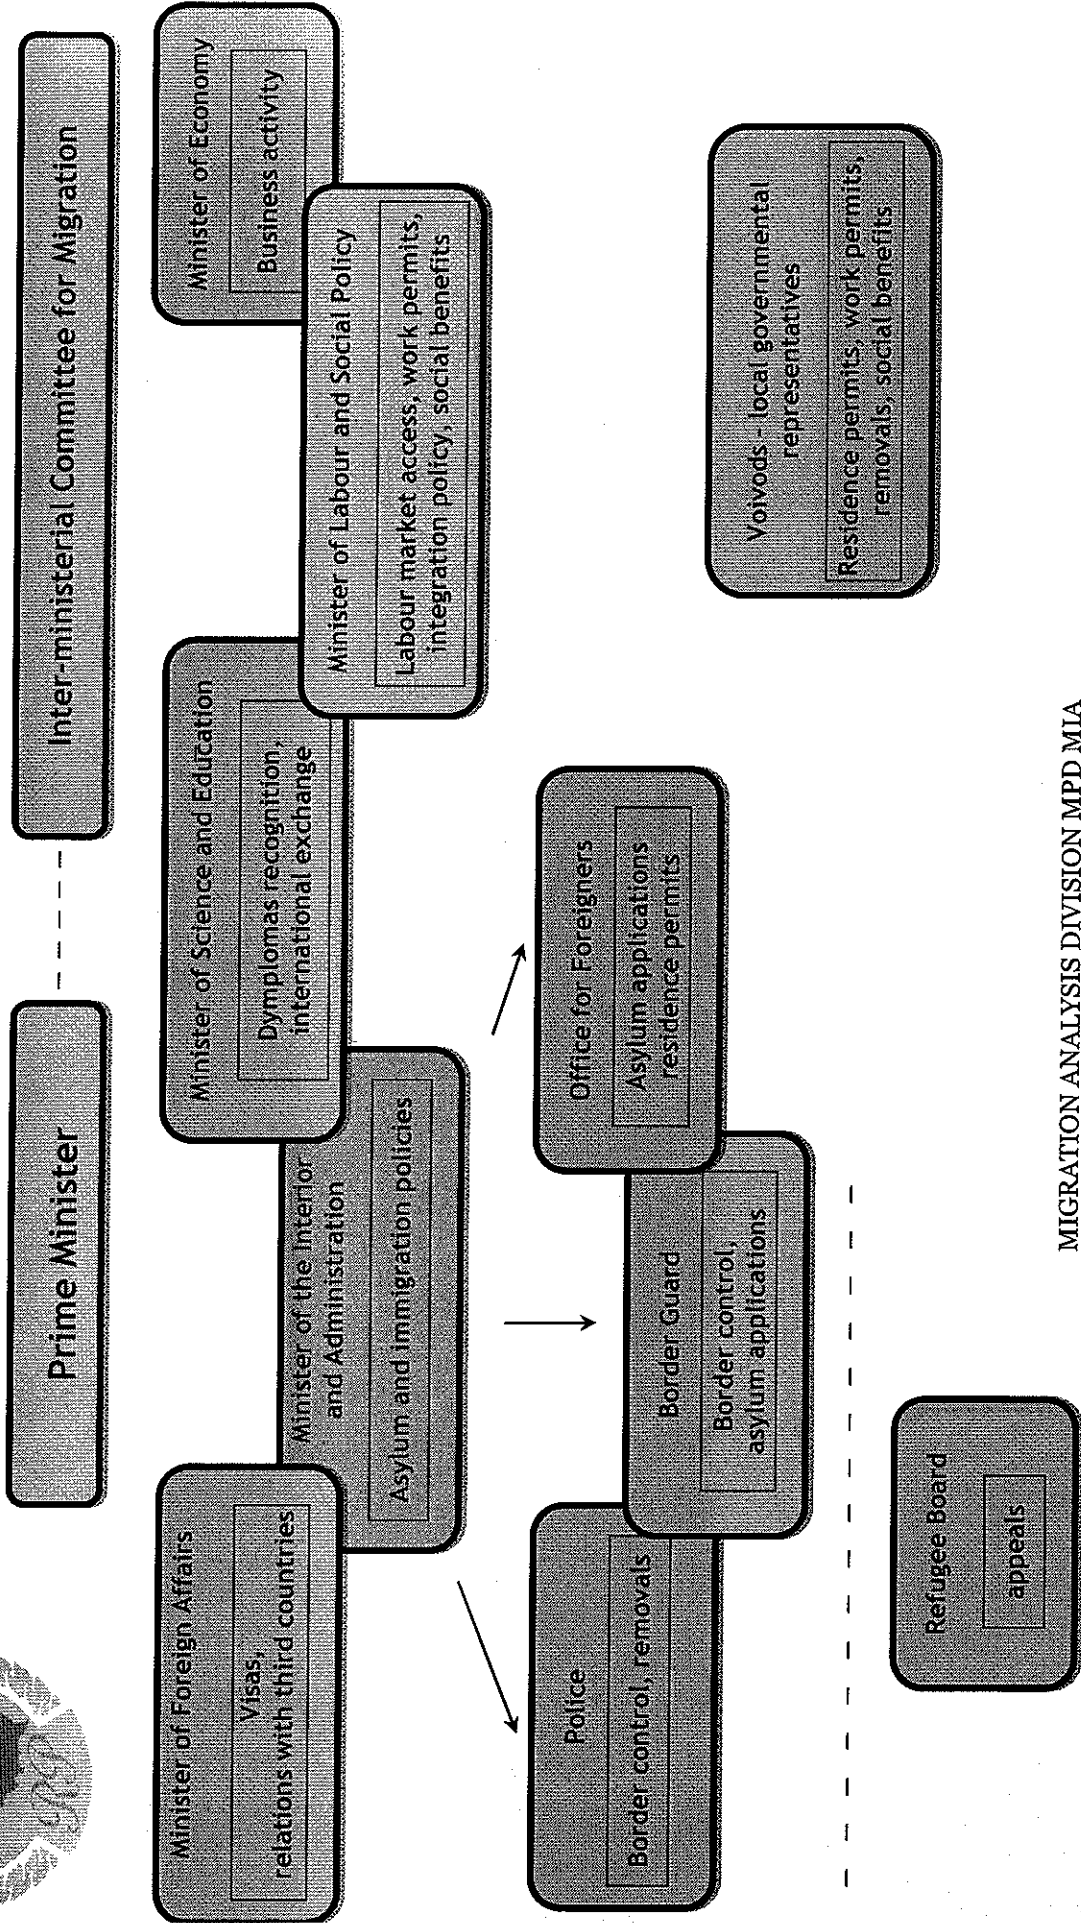 Prime Minister
Inter-ministerial Committee for Migration
Minister of Foreign Affairs
Visas,
relations with third countries
Minister of the Interior
and Administration
Asylum and immigration policies
Minister of Science and Education
Dymplomas recognition,
international exchange
Minister of Labour and Social Policy
Labour market access, work permits,
integration policy, social benefits
Minister of Economy
Business activity
Police
Border control, removals
Border Guard
Border control,
asylum applications
Office for Foreigners
Asylum applications
residence permits
Voivods - local governmental
representatives
Residence permits, work permits,
removals, social benefits
Refugee Board
appeals
MIGRATION ANALYSIS DIVISION MPD MIA